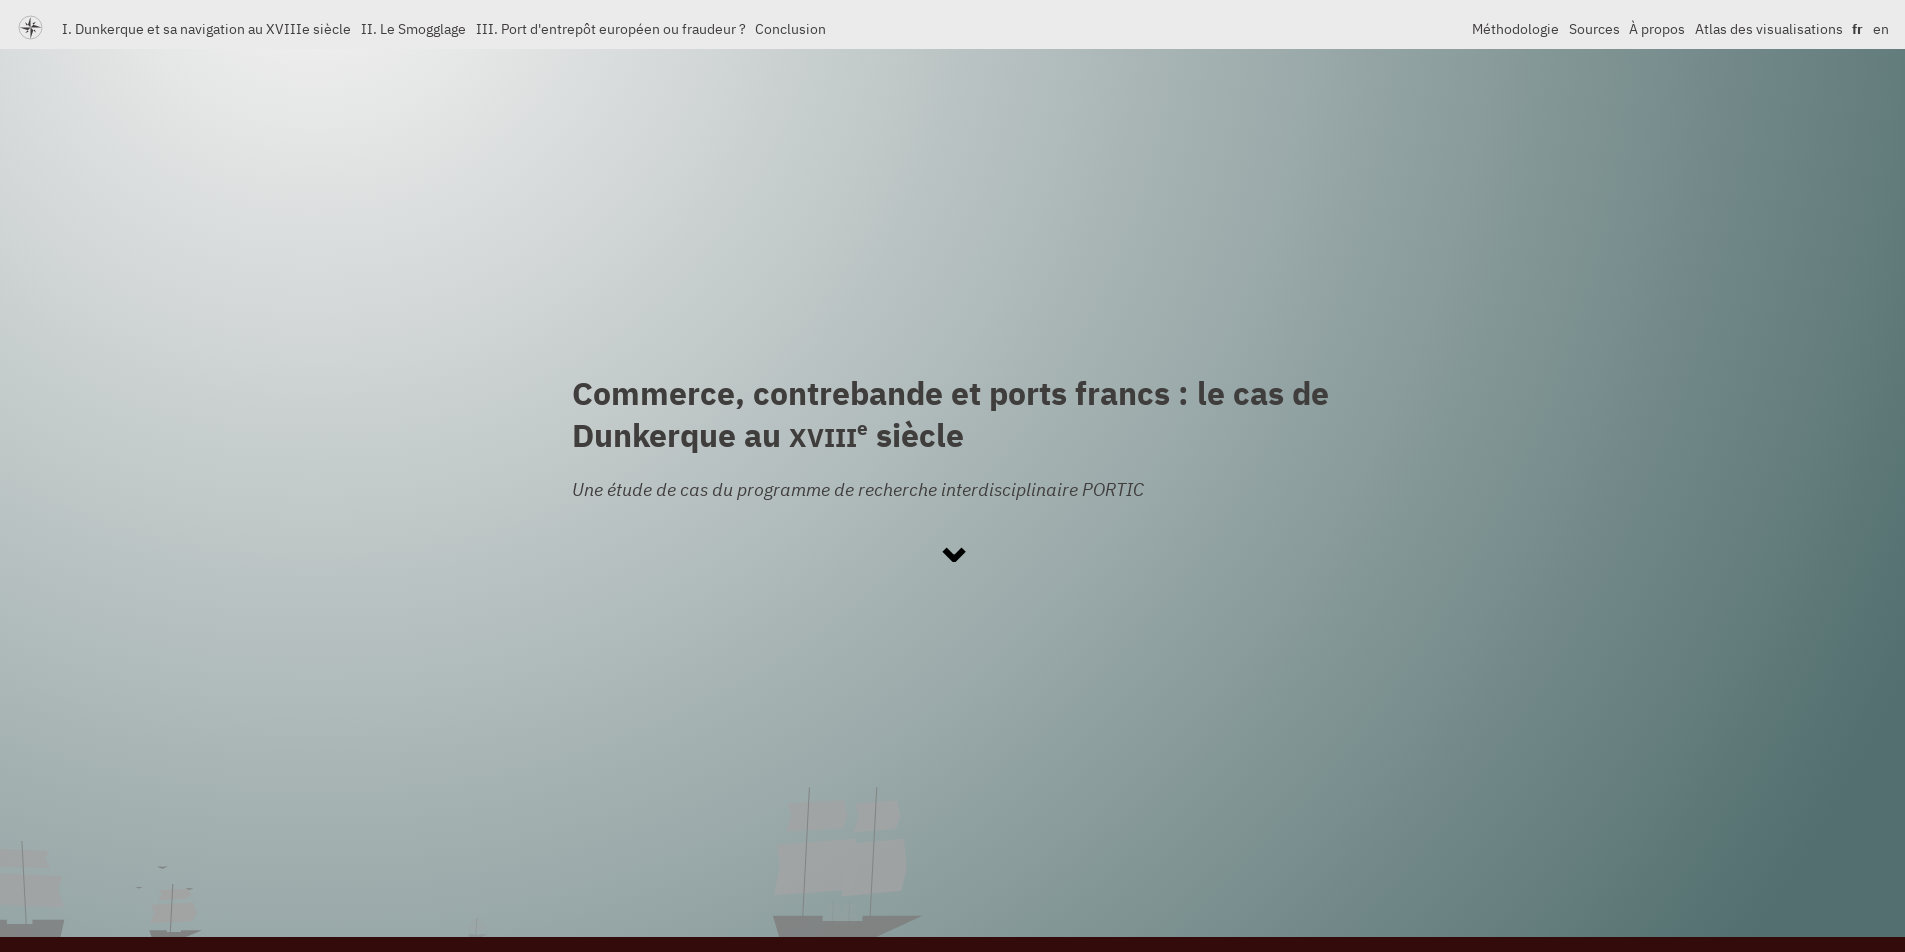 I. Dunkerque et sa navigation au XVIIIe siècle II. Le Smogglage III. Port d'entrepôt européen ou fraudeur ? Conclusion Méthodologie Sources À propos Atlas des visualisations fr en
Commerce, contrebande et ports francs : le cas de
Dunkerque au XVIIIe siècle
Une étude de cas du programme de recherche interdisciplinaire PORTIC